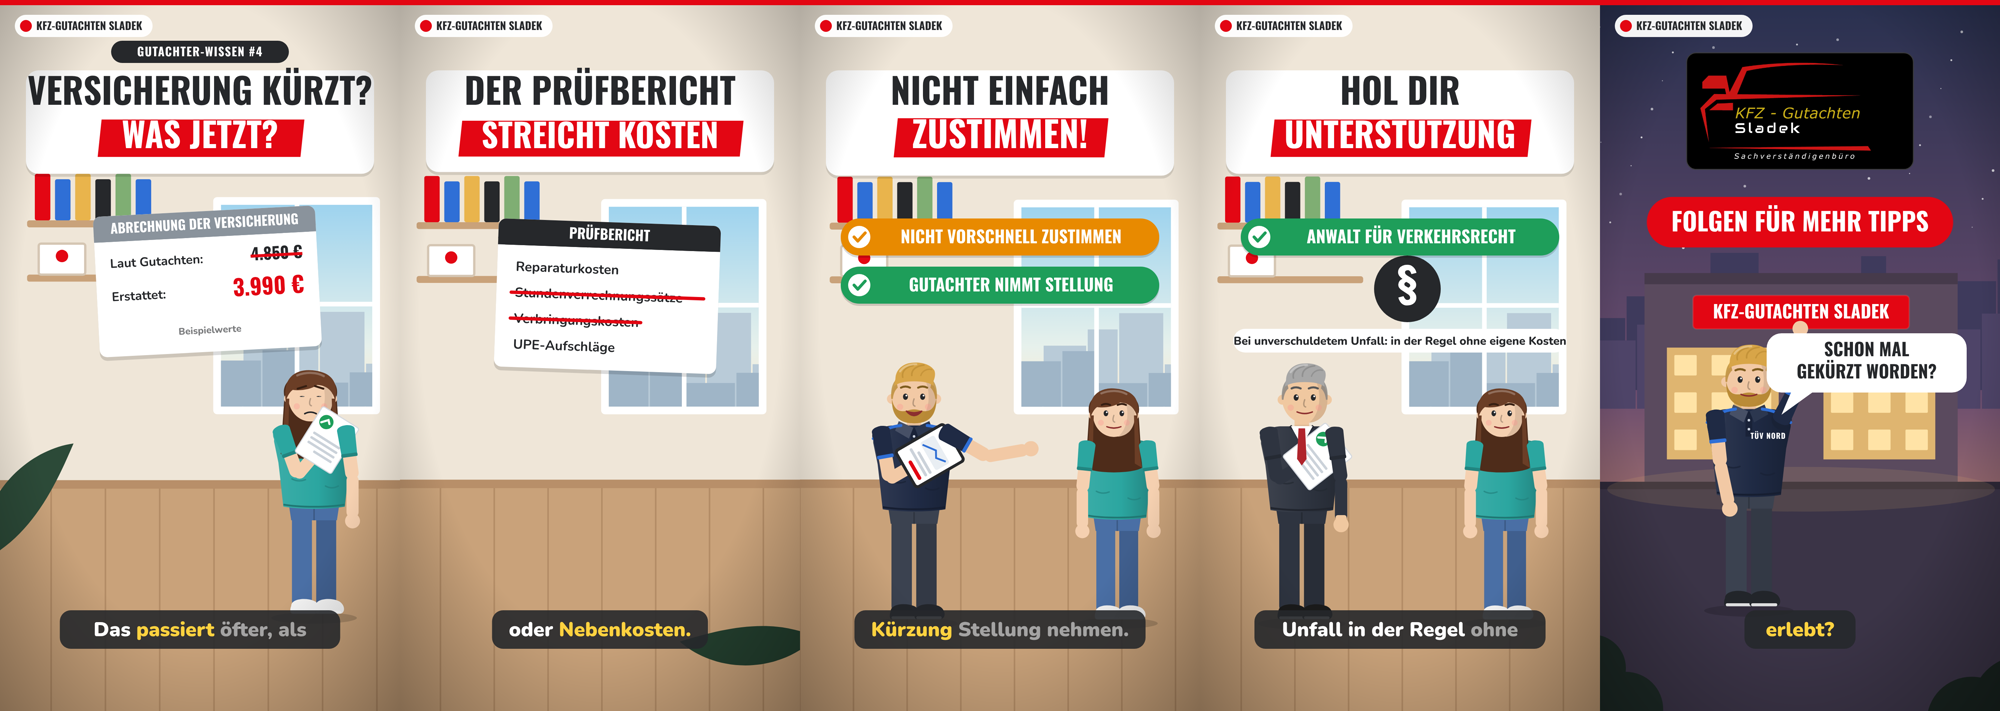 KFZ-GUTACHTEN SLADEK
GUTACHTER-WISSEN #4
VERSICHERUNG KÜRZT?
WAS JETZT?
ABRECHNUNG DER VERSICHERUNG
Laut Gutachten: 4.850 €
Erstattet: 3.990 €
Beispielwerte
Das passiert öfter, als
KFZ-GUTACHTEN SLADEK
DER PRÜFBERICHT
STREICHT KOSTEN
PRÜFBERICHT
Reparaturkosten
Stundenverrechnungssätze
Verbringungskosten
UPE-Aufschläge
oder Nebenkosten.
KFZ-GUTACHTEN SLADEK
NICHT EINFACH
ZUSTIMMEN!
NICHT VORSCHNELL ZUSTIMMEN
GUTACHTER NIMMT STELLUNG
Kürzung Stellung nehmen.
KFZ-GUTACHTEN SLADEK
HOL DIR
UNTERSTÜTZUNG
ANWALT FÜR VERKEHRSRECHT
§
Bei unverschuldetem Unfall: in der Regel ohne eigene Kosten
Unfall in der Regel ohne
KFZ-GUTACHTEN SLADEK
KFZ - Gutachten
Sladek
Sachverständigenbüro
FOLGEN FÜR MEHR TIPPS
KFZ-GUTACHTEN SLADEK
SCHON MAL
GEKÜRZT WORDEN?
TÜV NORD
erlebt?